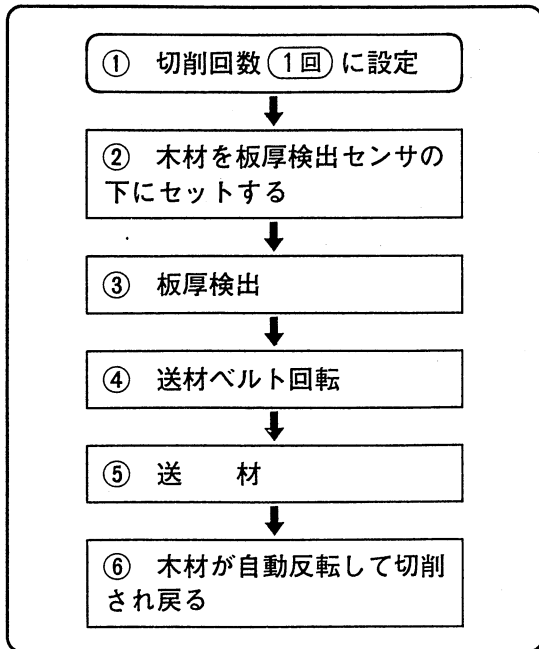 ① 切削回数 1回 に設定
② 木材を板厚検出センサの
下にセットする
③ 板厚検出
④ 送材ベルト回転
⑤ 送 材
⑥ 木材が自動反転して切削
され戻る